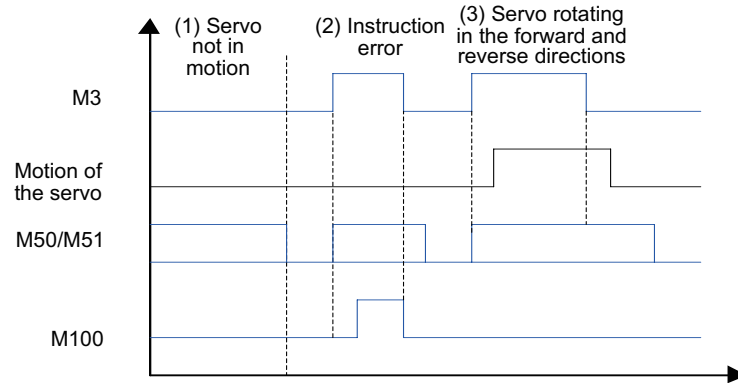 (1) Servo
not in
motion
(2) Instruction
error
(3) Servo rotating
in the forward and
reverse directions
M3
Motion of
the servo
M50/M51
M100